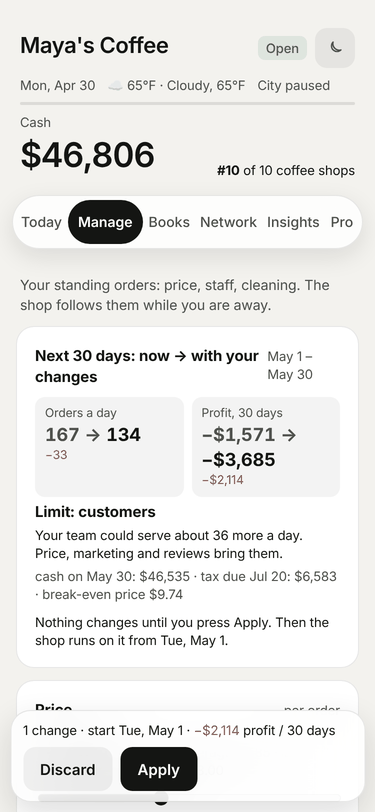 Maya's Coffee
Open
Mon, Apr 30 ☁️ 65°F · Cloudy, 65°F City paused
Cash
$46,806
#10 of 10 coffee shops
Today Manage Books Network Insights Pro
Your standing orders: price, staff, cleaning. The
shop follows them while you are away.
Next 30 days: now → with your
changes
May 1 –
May 30
Orders a day
167 → 134
−33
Profit, 30 days
−$1,571 →
−$3,685
−$2,114
Limit: customers
Your team could serve about 36 more a day.
Price, marketing and reviews bring them.
cash on May 30: $46,535 · tax due Jul 20: $6,583
· break-even price $9.74
Nothing changes until you press Apply. Then the
shop runs on it from Tue, May 1.
Price per order
1 change · start Tue, May 1 · −$2,114 profit / 30 days
Discard Apply